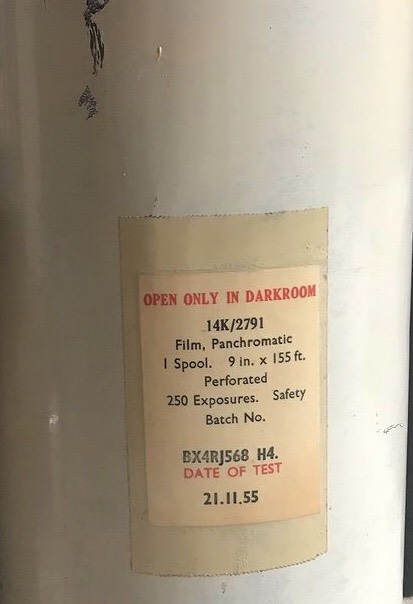 OPEN ONLY IN DARKROOM
14K/2791
Film, Panchromatic
1 Spool. 9 in. x 155 ft.
Perforated
250 Exposures. Safety
Batch No.
BX4RJ568 H4.
DATE OF TEST
21.11.55